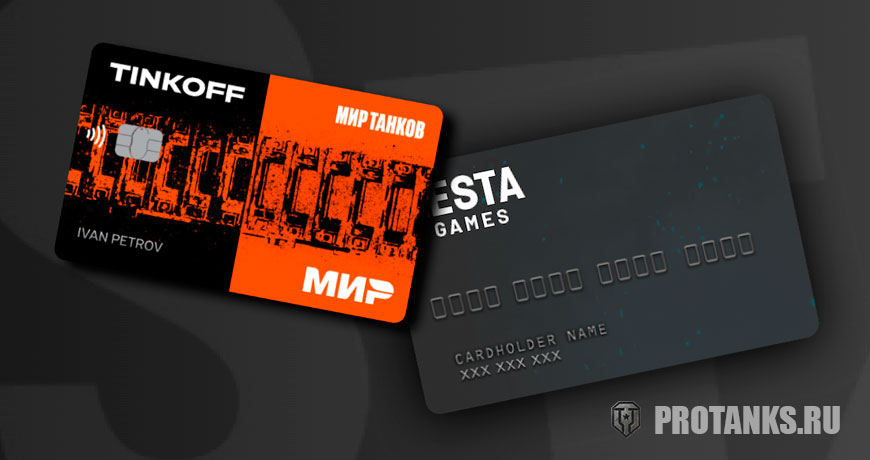 TINKOFF
МИР ТАНКОВ
IVAN PETROV
МИР
ESTA
GAMES
CARDHOLDER NAME
XXX XXX XXX
PROTANKS.RU